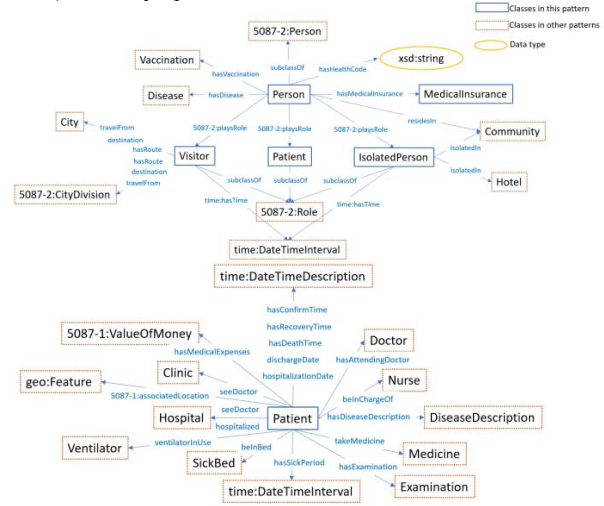 Classes in this pattern
Classes in other patterns
Data type
5087-2:Person
Vaccination
subclassOf
hasHealthCode
xsd:string
hasVaccination
Disease
hasDisease
Person
hasMedicalInsurance
MedicalInsurance
City
travelFrom
destination
hasRoute
hasRoute
destination
travelFrom
5087-2:playsRole
5087-2:playsRole
5087-2:playsRole
residesIn
Community
Visitor
Patient
IsolatedPerson
isolatedIn
isolatedIn
Hotel
5087-2:CityDivision
subclassOf
subclassOf
subclassOf
5087-2:Role
time:hasTime
time:hasTime
time:DateTimeInterval
time:DateTimeDescription
hasConfirmTime
hasRecoveryTime
hasDeathTime
dischargeDate
hospitalizationDate
5087-1:ValueOfMoney
hasMedicalExpenses
Doctor
hasAttendingDoctor
Clinic
seeDoctor
Nurse
beInChargeOf
geo:Feature
5087-1:associatedLocation
Hospital
seeDoctor
hospitalized
Patient
hasDiseaseDescription
DiseaseDescription
Ventilator
ventilatorInUse
SickBed
beInBed
hasSickPeriod
takeMedicine
Medicine
hasExamination
Examination
time:DateTimeInterval